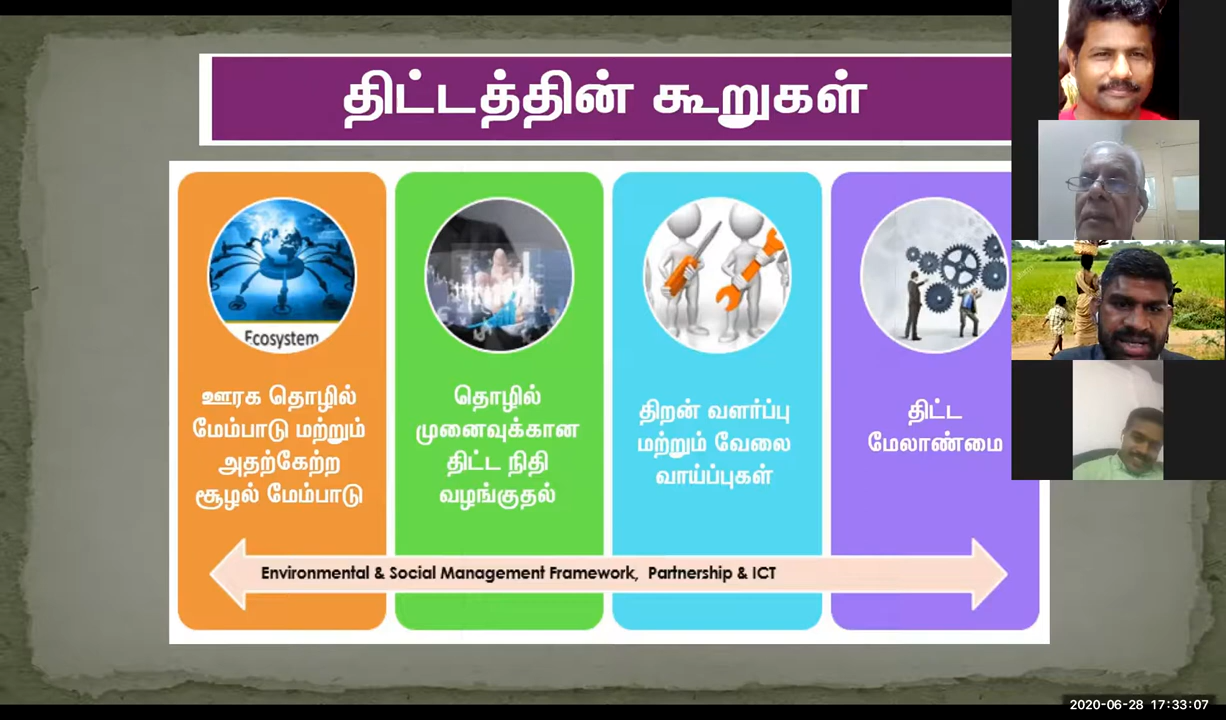 திட்டத்தின் கூறுகள்
Ecosystem
ஊரக தொழில்
மேம்பாடு மற்றும்
அதற்கேற்ற
சூழல் மேம்பாடு
தொழில்
முனைவுக்கான
திட்ட நிதி
வழங்குதல்
திறன் வளர்ப்பு
மற்றும் வேலை
வாய்ப்புகள்
திட்ட
மேலாண்மை
Environmental & Social Management Framework, Partnership & ICT
2020-06-28 17:33:07